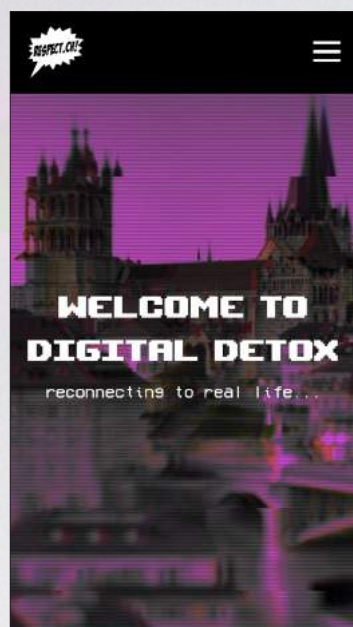 RESPECT.CH!
WELCOME TO
DIGITAL DETOX
reconnecting to real life...